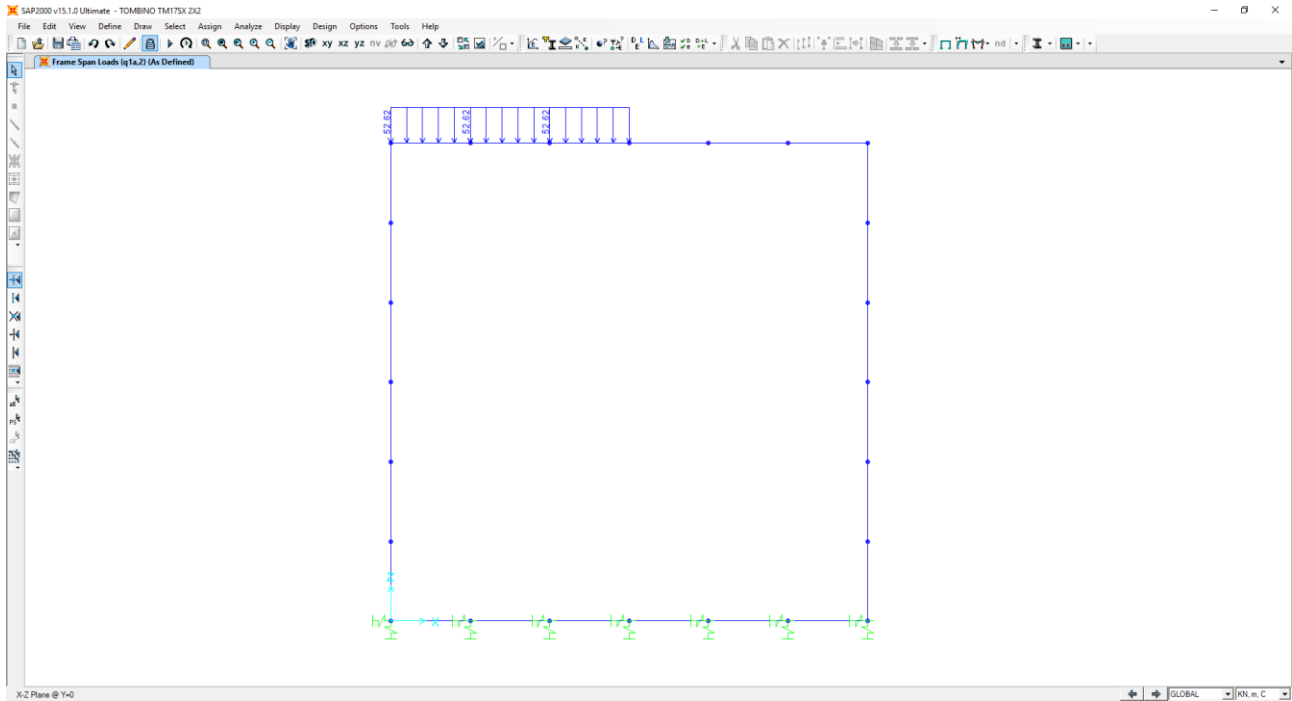 SAP2000 v15.1.0 Ultimate - TOMBINO TM17SX 2X2
File Edit View Define Draw Select Assign Analyze Display Design Options Tools Help
xy xz yz nv nd
Frame Span Loads (q1a,2) (As Defined)
52.62 52.62 52.62
Z
X
X-Z Plane @ Y=0
GLOBAL
KN, m, C